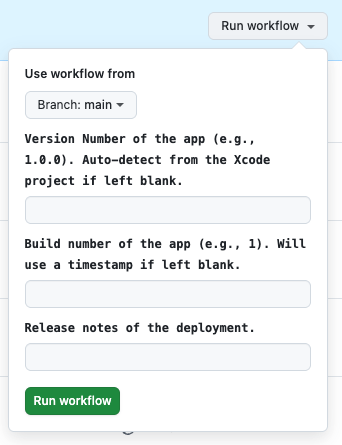 Run workflow
Use workflow from
Branch: main
Version Number of the app (e.g.,
1.0.0). Auto-detect from the Xcode
project if left blank.
Build number of the app (e.g., 1). Will
use a timestamp if left blank.
Release notes of the deployment.
Run workflow